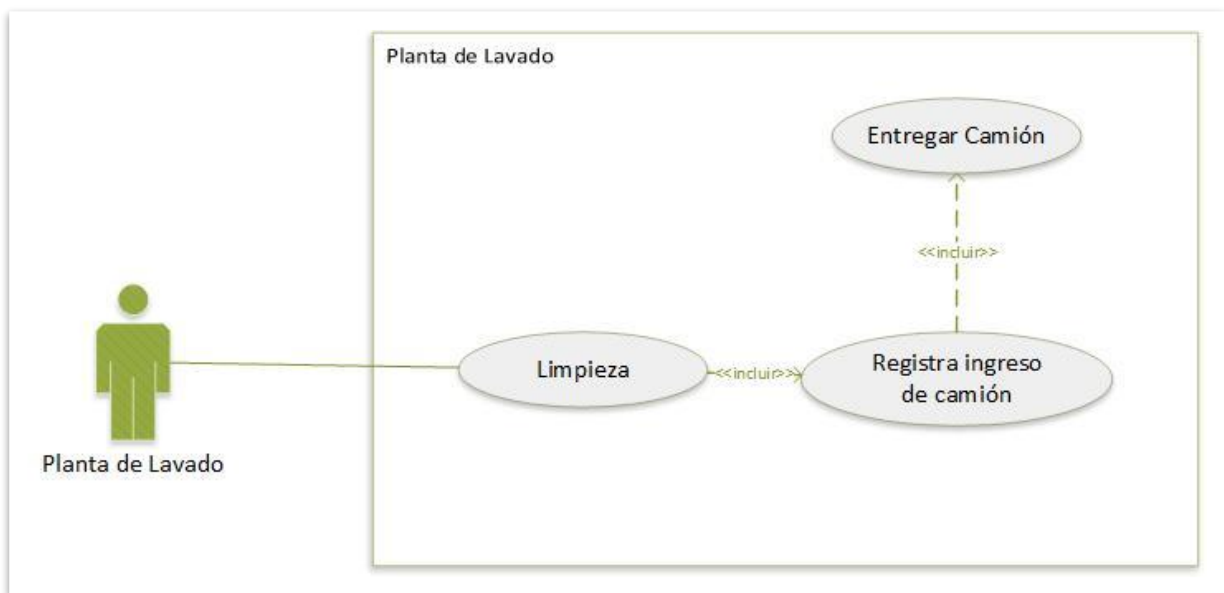 Planta de Lavado
Entregar Camión
<<incluir>>
Limpieza
<<incluir>>
Registra ingreso
de camión
Planta de Lavado